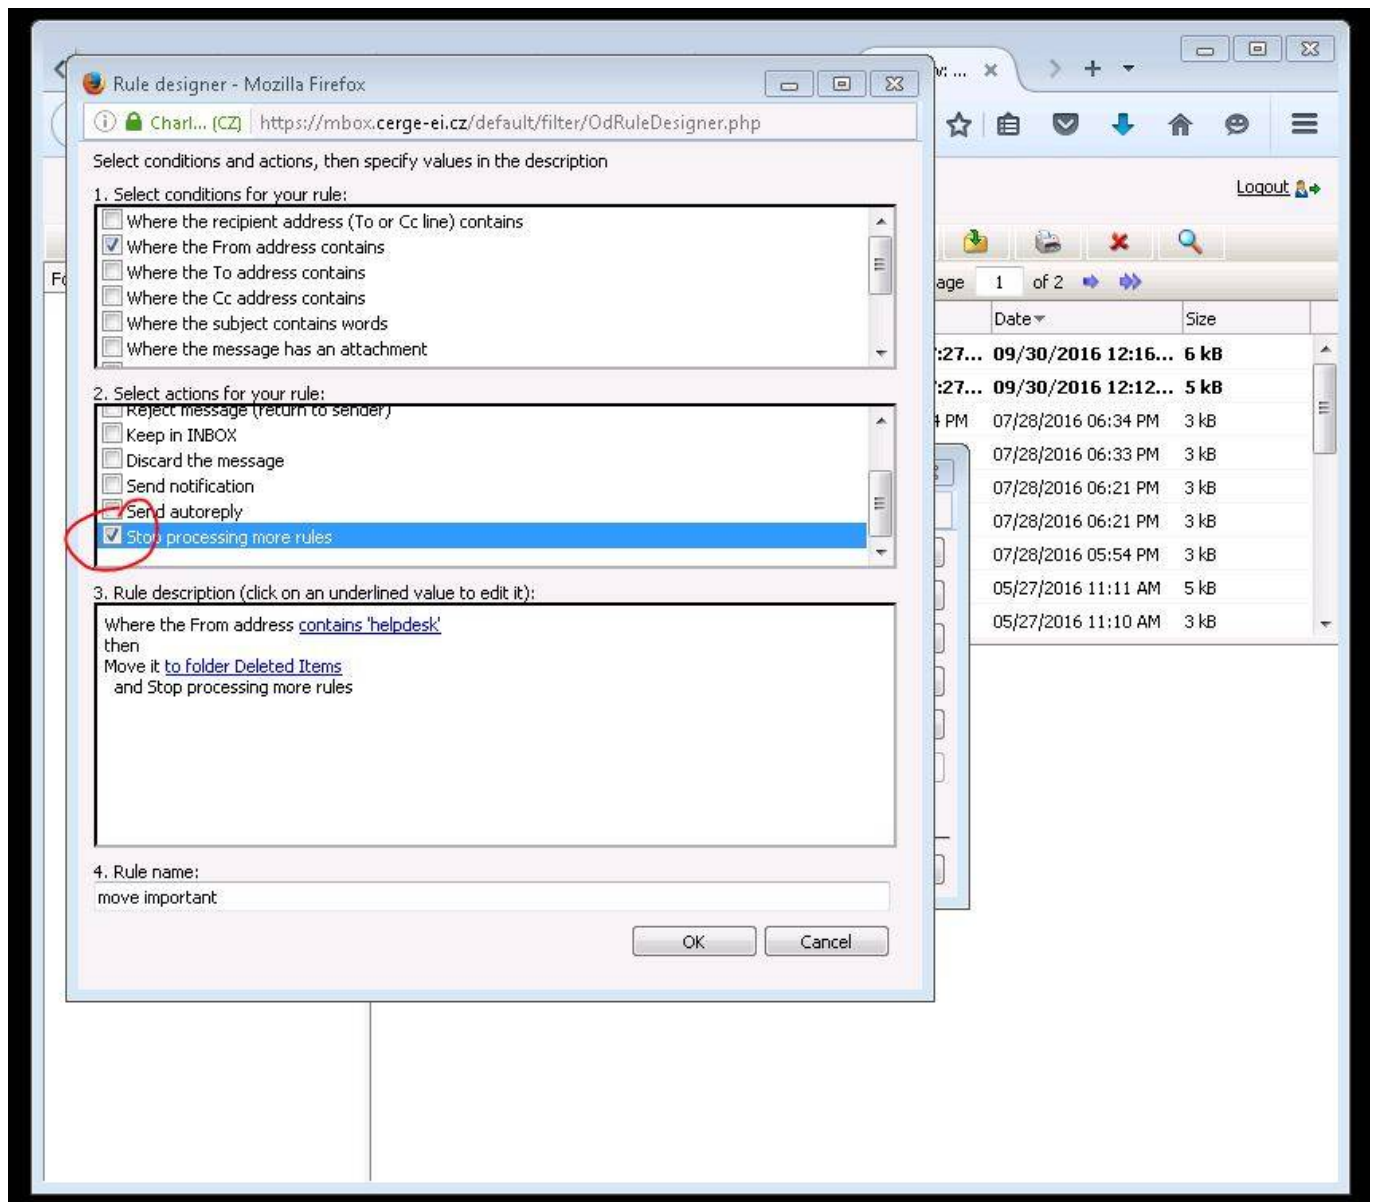 v: ...
Rule designer - Mozilla Firefox
Charl... (CZ) https://mbox.cerge-ei.cz/default/filter/OdRuleDesigner.php
Logout
Select conditions and actions, then specify values in the description
1. Select conditions for your rule:
Where the recipient address (To or Cc line) contains
Where the From address contains
Where the To address contains
Where the Cc address contains
Where the subject contains words
Where the message has an attachment
2. Select actions for your rule:
Reject message (return to sender)
Keep in INBOX
Discard the message
Send notification
Send autoreply
Stop processing more rules
3. Rule description (click on an underlined value to edit it):
Where the From address contains 'helpdesk'
then
Move it to folder Deleted Items
and Stop processing more rules
4. Rule name:
move important
OK Cancel
Fo
age 1 of 2
Date Size
:27... 09/30/2016 12:16... 6 kB
:27... 09/30/2016 12:12... 5 kB
4 PM 07/28/2016 06:34 PM 3 kB
07/28/2016 06:33 PM 3 kB
07/28/2016 06:21 PM 3 kB
07/28/2016 06:21 PM 3 kB
07/28/2016 05:54 PM 3 kB
05/27/2016 11:11 AM 5 kB
05/27/2016 11:10 AM 3 kB